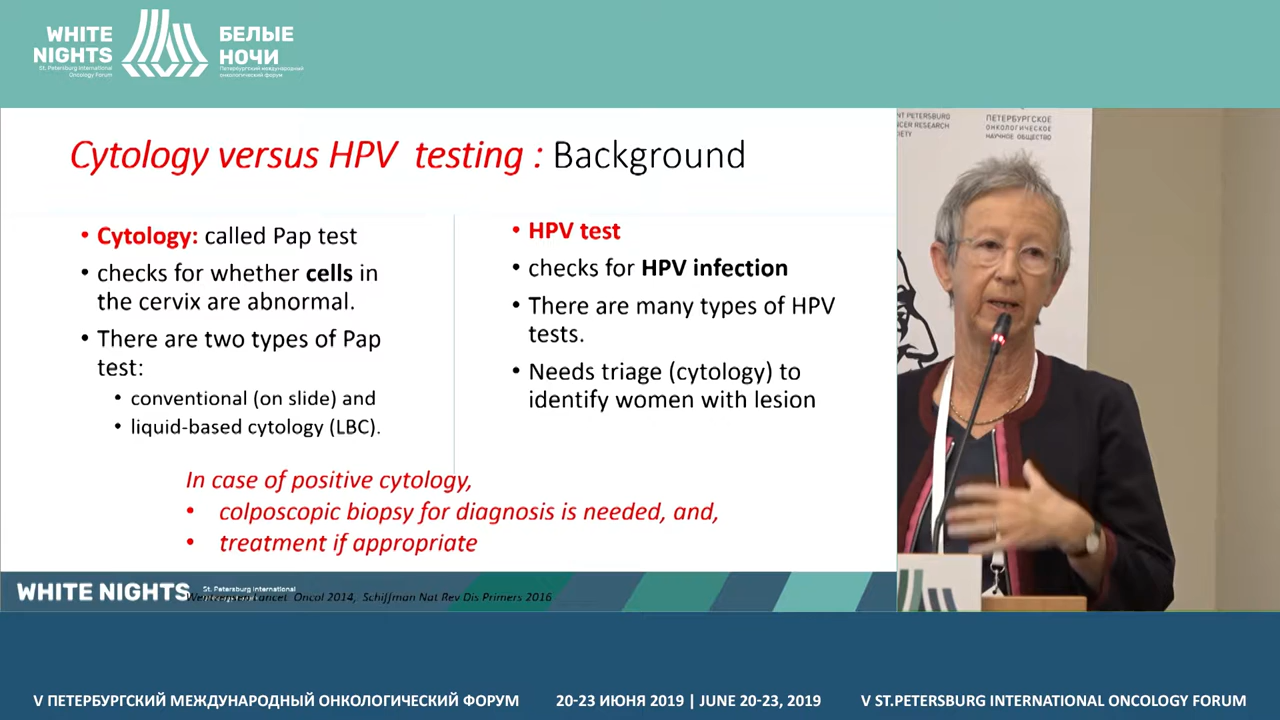 WHITE
NIGHTS
St. Petersburg International
Oncology Forum
БЕЛЫЕ
НОЧИ
Петербургский международный
онкологический форум
Cytology versus HPV testing : Background
• Cytology: called Pap test
• checks for whether cells in
the cervix are abnormal.
• There are two types of Pap
test:
• conventional (on slide) and
• liquid-based cytology (LBC).
• HPV test
• checks for HPV infection
• There are many types of HPV
tests.
• Needs triage (cytology) to
identify women with lesion
In case of positive cytology,
• colposcopic biopsy for diagnosis is needed, and,
• treatment if appropriate
WHITE NIGHTS
St. Petersburg International
Lancet Oncol 2014, Schiffman Nat Rev Dis Primers 2016
NT PETERSBURG
CER RESEARCH
IETY
ПЕТЕРБУРГСКОЕ
ОНКОЛОГИЧЕСКОЕ
НАУЧНОЕ ОБЩЕСТВО
V ПЕТЕРБУРГСКИЙ МЕЖДУНАРОДНЫЙ ОНКОЛОГИЧЕСКИЙ ФОРУМ
20-23 ИЮНЯ 2019 | JUNE 20-23, 2019
V ST.PETERSBURG INTERNATIONAL ONCOLOGY FORUM